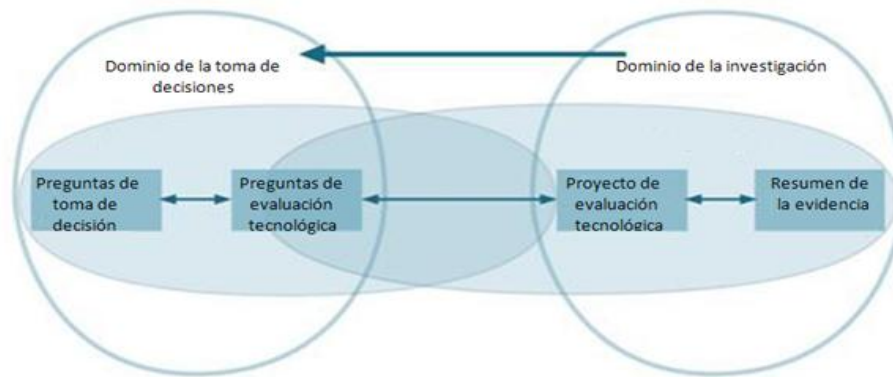 Dominio de la toma de
decisiones
Dominio de la investigación
Preguntas de
toma de
decisión
Preguntas de
evaluación
tecnológica
Proyecto de
evaluación
tecnológica
Resumen de
la evidencia